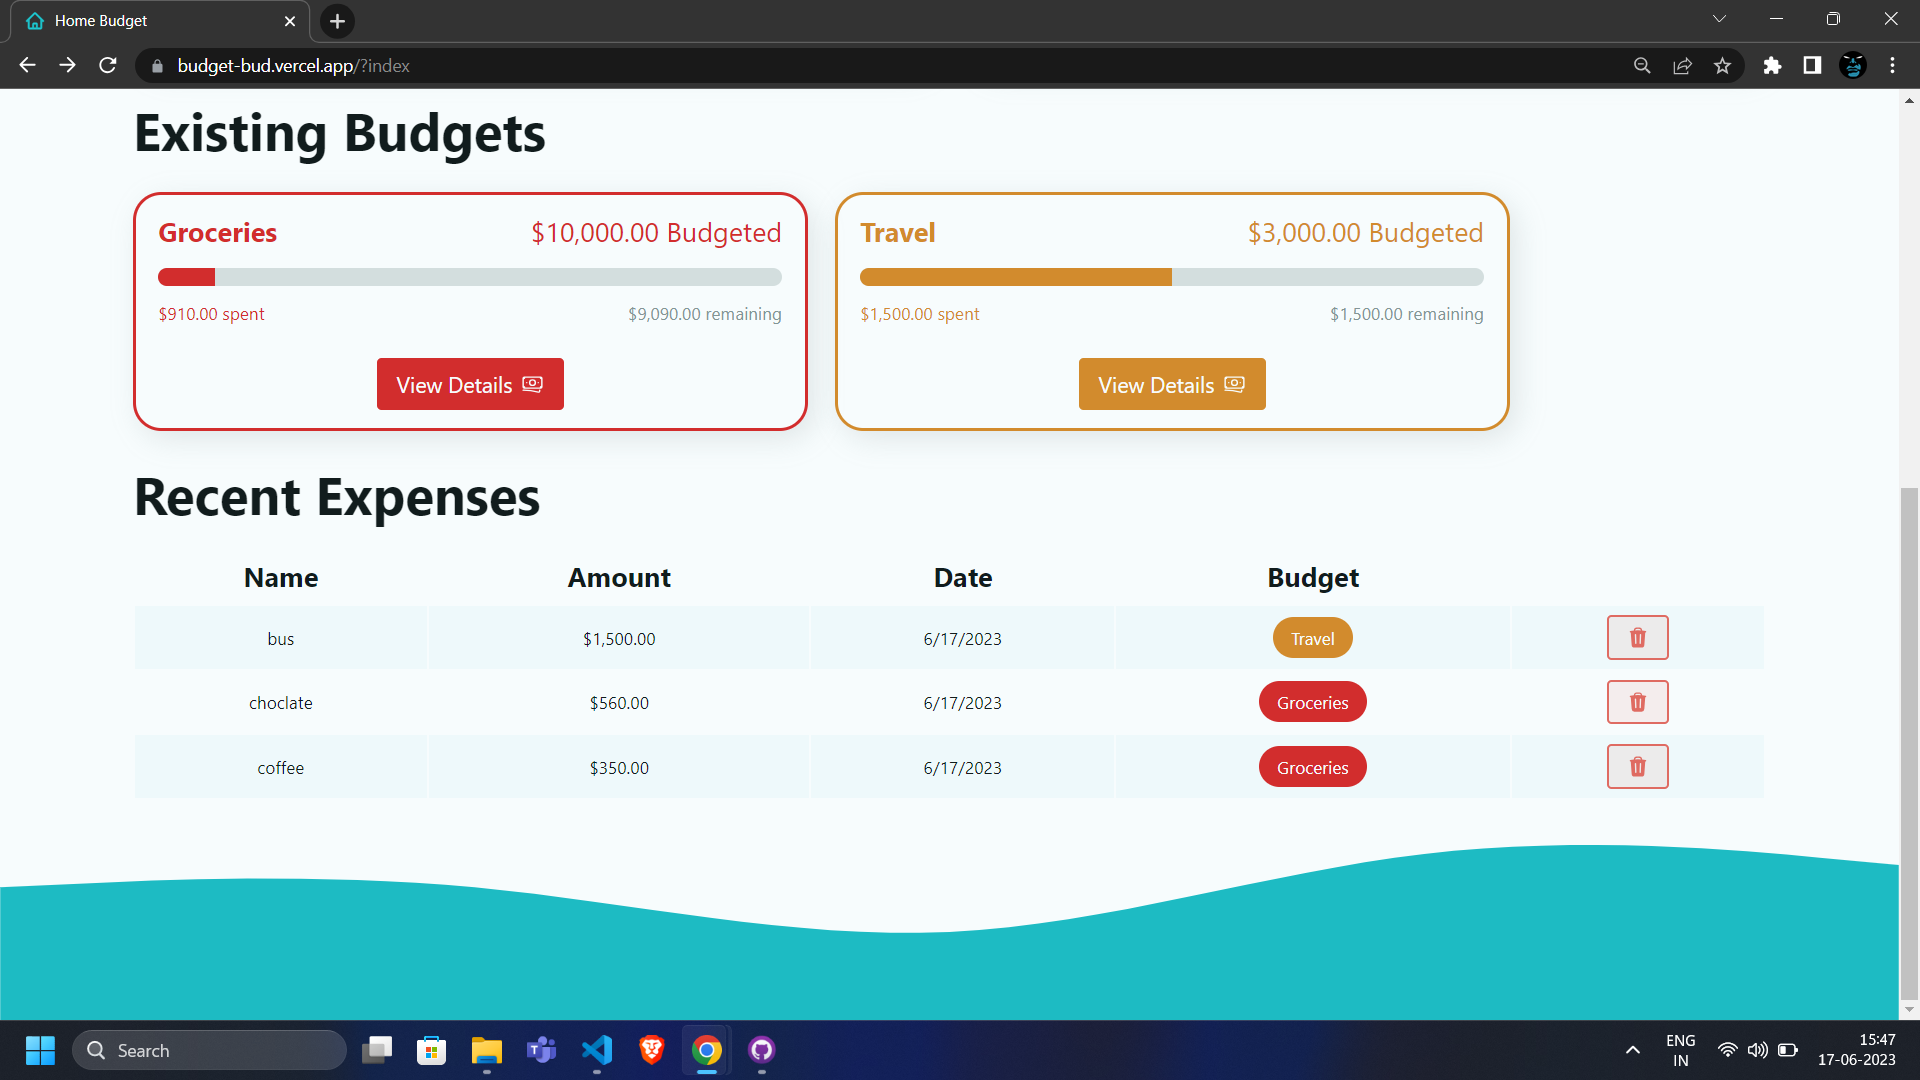 Home Budget
budget-bud.vercel.app/?index
Existing Budgets
Groceries $10,000.00 Budgeted
$910.00 spent $9,090.00 remaining
View Details
Travel $3,000.00 Budgeted
$1,500.00 spent $1,500.00 remaining
View Details
Recent Expenses
Name Amount Date Budget
bus $1,500.00 6/17/2023 Travel
choclate $560.00 6/17/2023 Groceries
coffee $350.00 6/17/2023 Groceries
Search
ENG
IN
15:47
17-06-2023